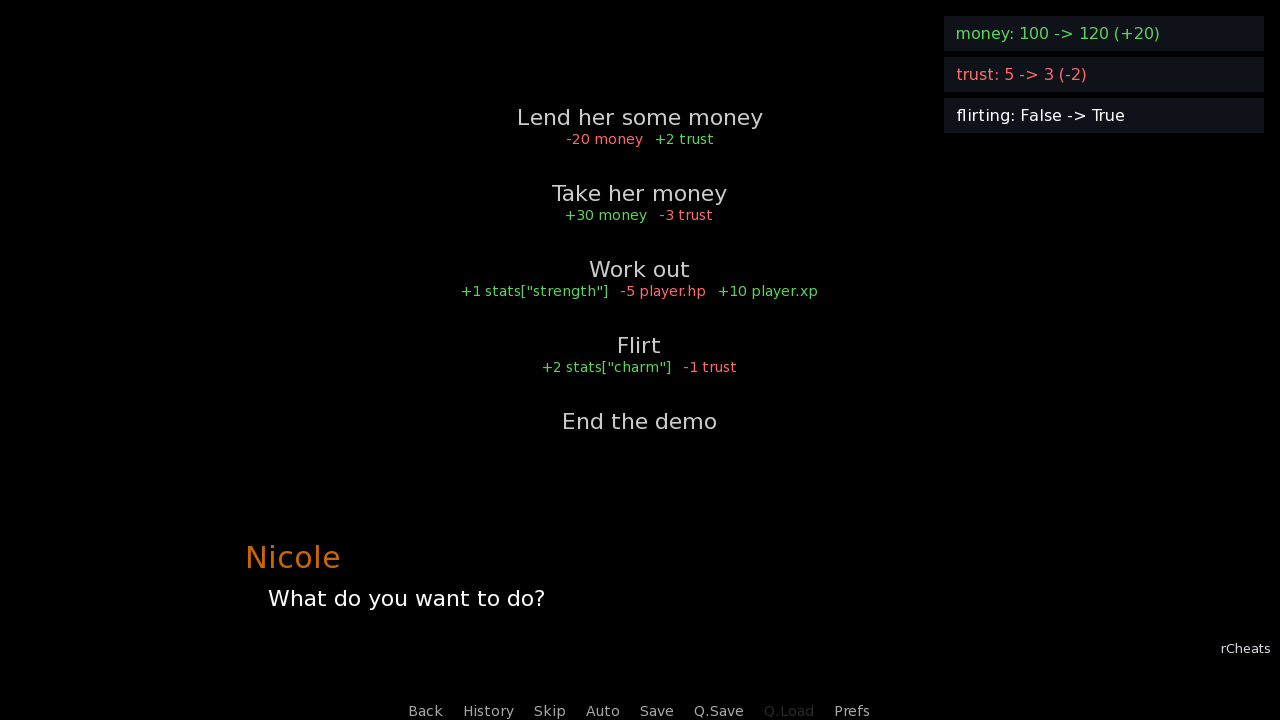 money: 100 -> 120 (+20)
trust: 5 -> 3 (-2)
flirting: False -> True
Lend her some money
-20 money +2 trust
Take her money
+30 money -3 trust
Work out
+1 stats["strength"] -5 player.hp +10 player.xp
Flirt
+2 stats["charm"] -1 trust
End the demo
Nicole
What do you want to do?
rCheats
Back History Skip Auto Save Q.Save Q.Load Prefs